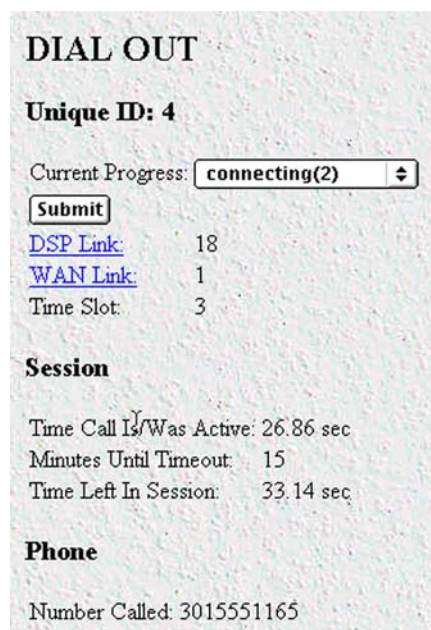 DIAL OUT
Unique ID: 4
Current Progress: connecting(2)
Submit
DSP Link: 18
WAN Link: 1
Time Slot: 3
Session
Time Call Is/Was Active: 26.86 sec
Minutes Until Timeout: 15
Time Left In Session: 33.14 sec
Phone
Number Called: 3015551165